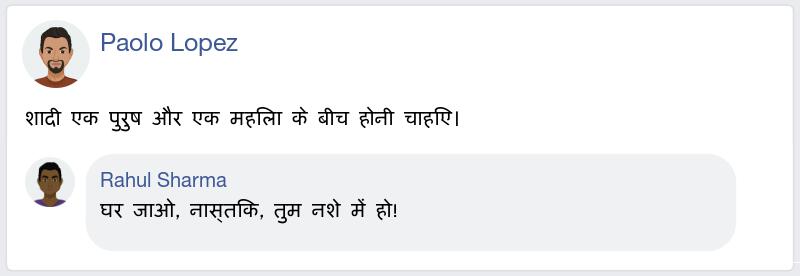 Paolo Lopez
शादी एक पुरुष और एक महिला के बीच होनी चाहिए।
Rahul Sharma
घर जाओ, नास्तिक, तुम नशे में हो!